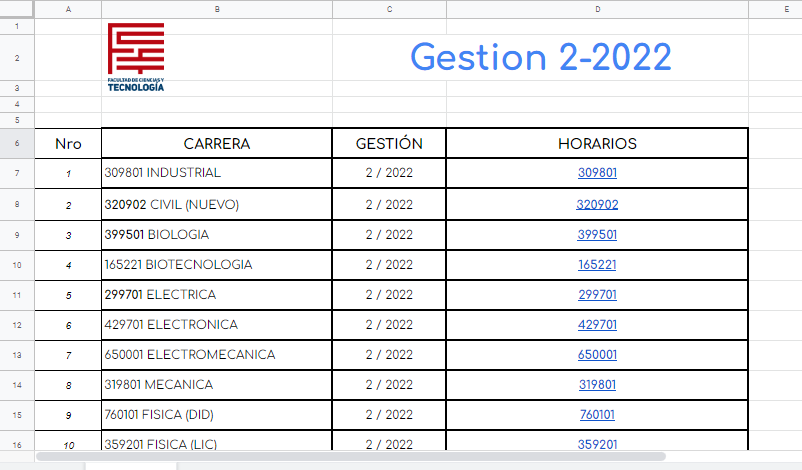 A B C D E
1
FACULTAD DE CIENCIAS Y
TECNOLOGÍA
2 Gestion 2-2022
3
4
5
6 Nro CARRERA GESTIÓN HORARIOS
7 1 309801 INDUSTRIAL 2 / 2022 309801
8 2 320902 CIVIL (NUEVO) 2 / 2022 320902
9 3 399501 BIOLOGIA 2 / 2022 399501
10 4 165221 BIOTECNOLOGIA 2 / 2022 165221
11 5 299701 ELECTRICA 2 / 2022 299701
12 6 429701 ELECTRONICA 2 / 2022 429701
13 7 650001 ELECTROMECANICA 2 / 2022 650001
14 8 319801 MECANICA 2 / 2022 319801
15 9 760101 FISICA (DID) 2 / 2022 760101
16 10 359201 FISICA (LIC) 2 / 2022 359201